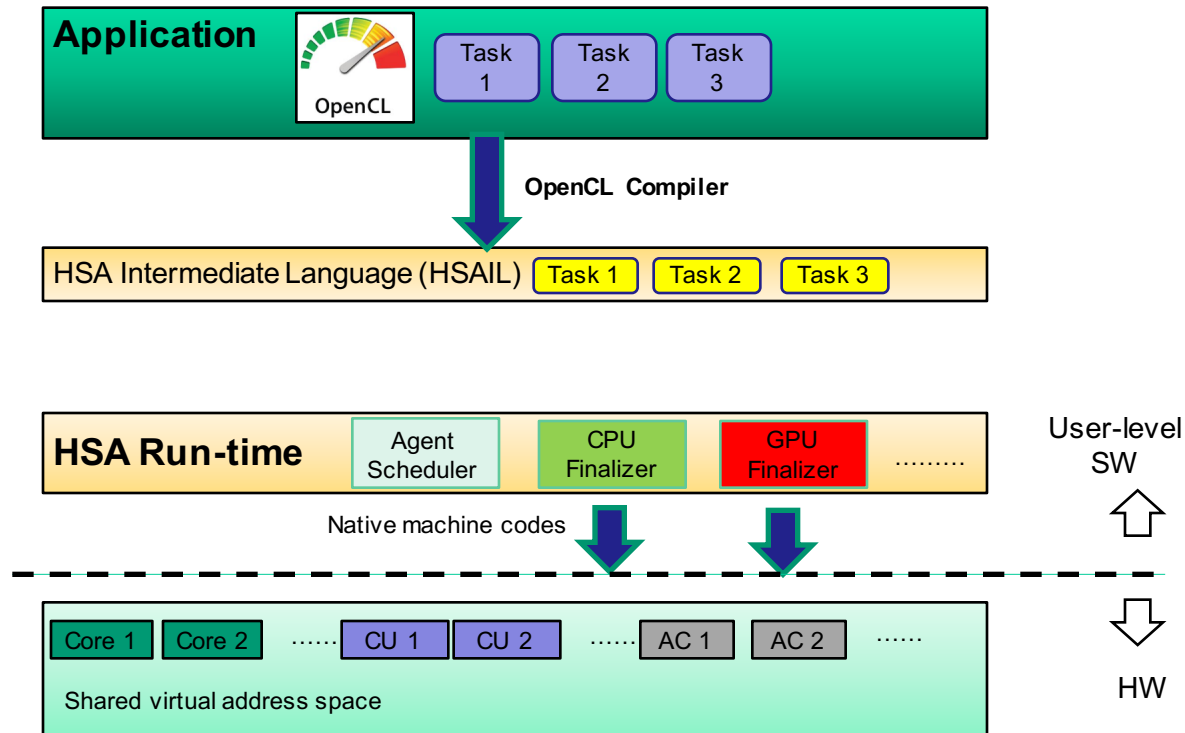 Application
OpenCL
Task
1
Task
2
Task
3
OpenCL Compiler
HSA Intermediate Language (HSAIL)
Task 1
Task 2
Task 3
HSA Run-time
Agent
Scheduler
CPU
Finalizer
GPU
Finalizer
.........
User-level
SW
Native machine codes
Core 1
Core 2
......
CU 1
CU 2
......
AC 1
AC 2
......
Shared virtual address space
HW